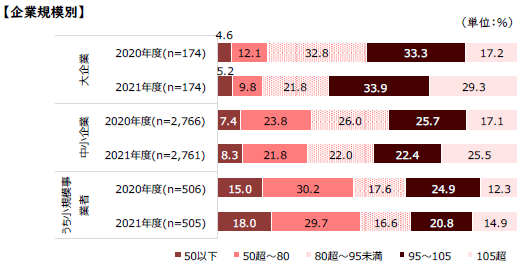 【企業規模別】
(単位：%)
大企業
2020年度(n=174) 4.6 12.1 32.8 33.3 17.2
2021年度(n=174) 5.2 9.8 21.8 33.9 29.3
中小企業
2020年度(n=2,766) 7.4 23.8 26.0 25.7 17.1
2021年度(n=2,761) 8.3 21.8 22.0 22.4 25.5
うち小規模事
業者
2020年度(n=506) 15.0 30.2 17.6 24.9 12.3
2021年度(n=505) 18.0 29.7 16.6 20.8 14.9
50以下 50超～80 80超～95未満 95～105 105超